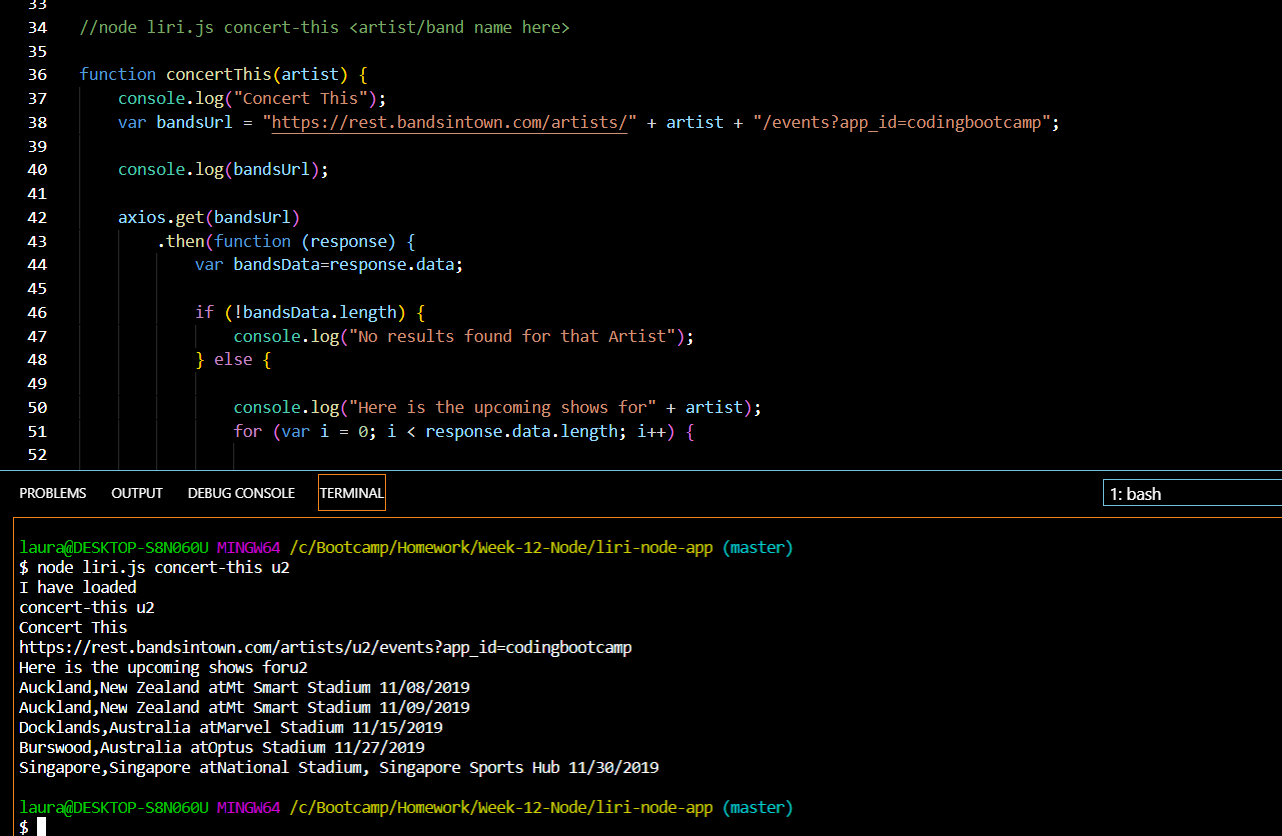 33
34 //node liri.js concert-this <artist/band name here>
35
36 function concertThis(artist) {
37 console.log("Concert This");
38 var bandsUrl = "https://rest.bandsintown.com/artists/" + artist + "/events?app_id=codingbootcamp";
39
40 console.log(bandsUrl);
41
42 axios.get(bandsUrl)
43 .then(function (response) {
44 var bandsData=response.data;
45
46 if (!bandsData.length) {
47 console.log("No results found for that Artist");
48 } else {
49
50 console.log("Here is the upcoming shows for" + artist);
51 for (var i = 0; i < response.data.length; i++) {
52
PROBLEMS OUTPUT DEBUG CONSOLE TERMINAL 1: bash
laura@DESKTOP-S8N060U MINGW64 /c/Bootcamp/Homework/Week-12-Node/liri-node-app (master)
$ node liri.js concert-this u2
I have loaded
concert-this u2
Concert This
https://rest.bandsintown.com/artists/u2/events?app_id=codingbootcamp
Here is the upcoming shows foru2
Auckland,New Zealand atMt Smart Stadium 11/08/2019
Auckland,New Zealand atMt Smart Stadium 11/09/2019
Docklands,Australia atMarvel Stadium 11/15/2019
Burswood,Australia atOptus Stadium 11/27/2019
Singapore,Singapore atNational Stadium, Singapore Sports Hub 11/30/2019
laura@DESKTOP-S8N060U MINGW64 /c/Bootcamp/Homework/Week-12-Node/liri-node-app (master)
$